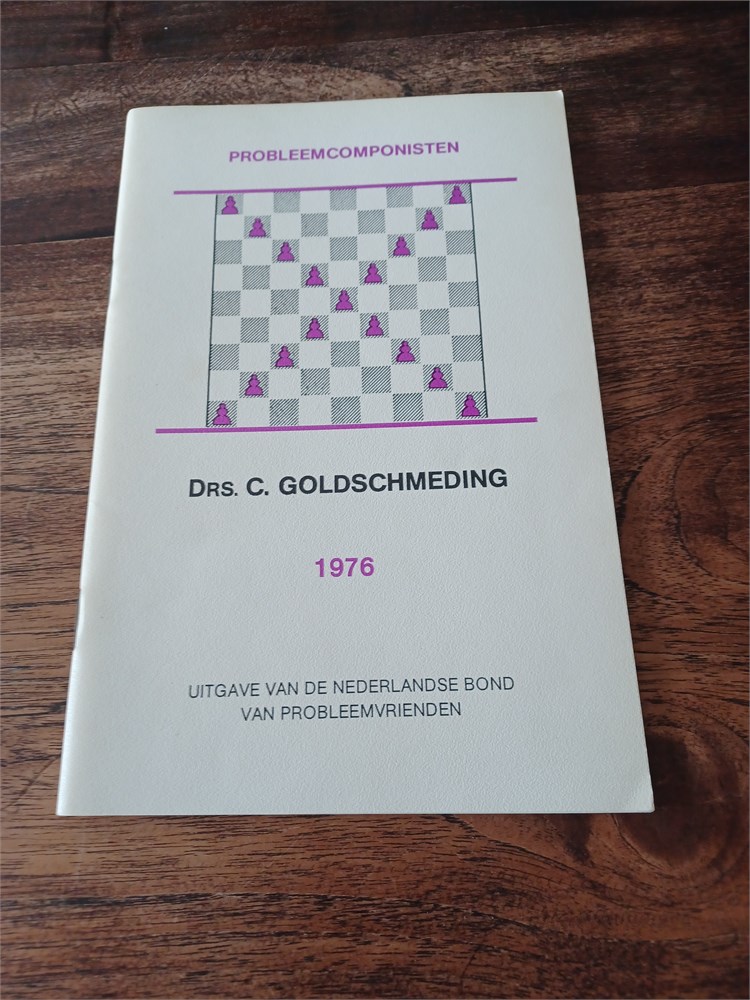 PROBLEEMCOMPONISTEN
DRS. C. GOLDSCHMEDING
1976
UITGAVE VAN DE NEDERLANDSE BOND
VAN PROBLEEMVRIENDEN